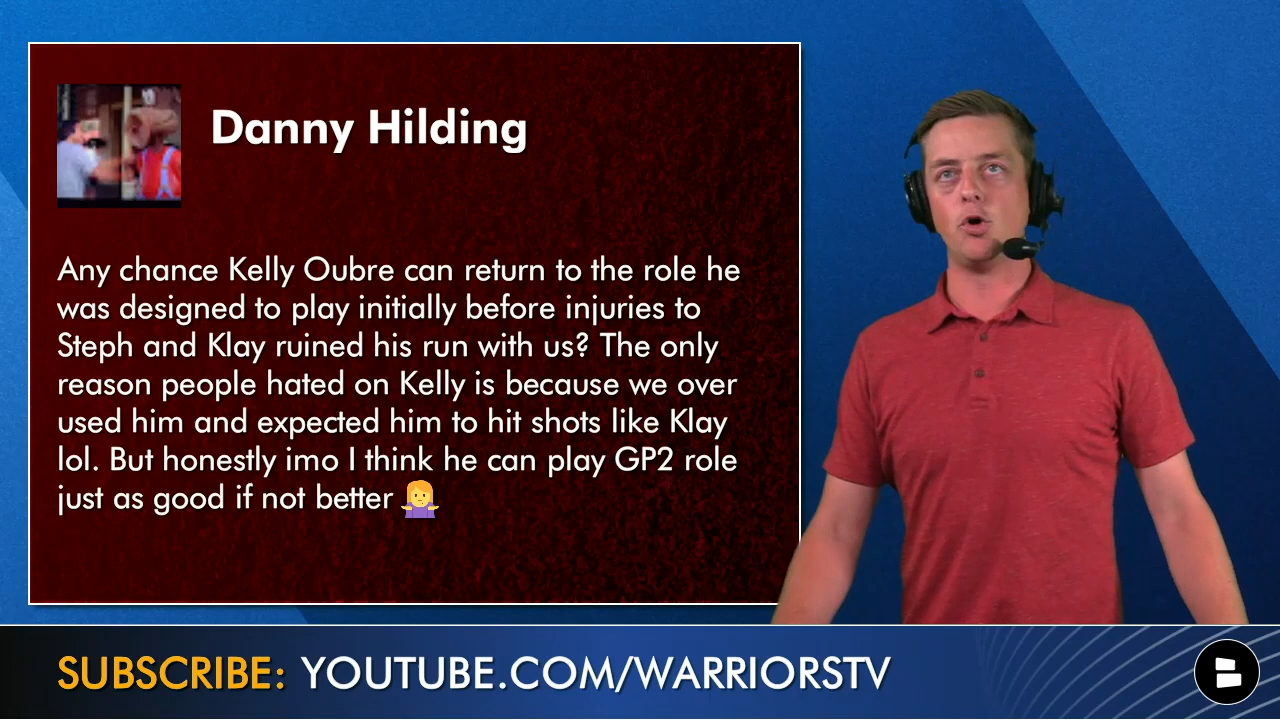 Danny Hilding
Any chance Kelly Oubre can return to the role he
was designed to play initially before injuries to
Steph and Klay ruined his run with us? The only
reason people hated on Kelly is because we over
used him and expected him to hit shots like Klay
lol. But honestly imo I think he can play GP2 role
just as good if not better 🤷‍♀️
SUBSCRIBE: YOUTUBE.COM/WARRIORSTV